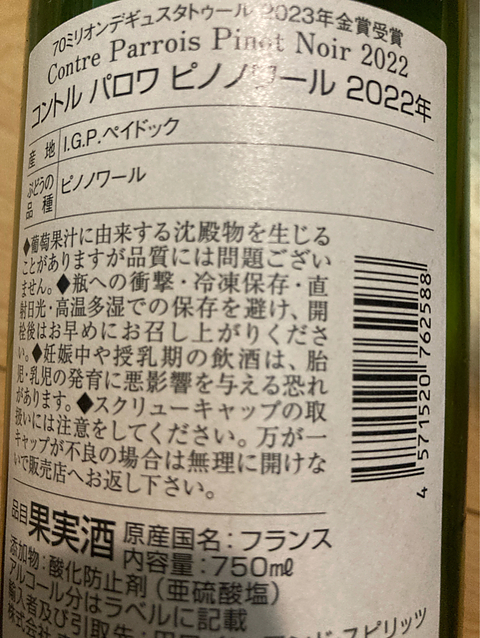 70ミリオンデギュスタトゥール 2023年金賞受賞
Contre Parrois Pinot Noir 2022
コントル パロワ ピノノワール 2022年
産地 I.G.P.ペイドック
ぶどうの品種 ピノノワール
◆葡萄果汁に由来する沈殿物を生じる
ことがありますが品質には問題ござい
ません。◆瓶への衝撃・冷凍保存・直
射日光・高温多湿での保存を避け、開
栓後はお早めにお召し上がりくださ
い。◆妊娠中や授乳期の飲酒は、胎
児・乳児の発育に悪影響を与える恐れ
があります。◆スクリューキャップの取
扱いには注意をしてください。万が一
キャップが不良の場合は無理に開けな
いで販売店へお返し下さい。
4 571520 762588
品目 果実酒 原産国名:フランス
内容量:750㎖
添加物:酸化防止剤(亜硫酸塩)
アルコール分はラベルに記載
輸入者及び引取先:
株式会社
スピリッツ